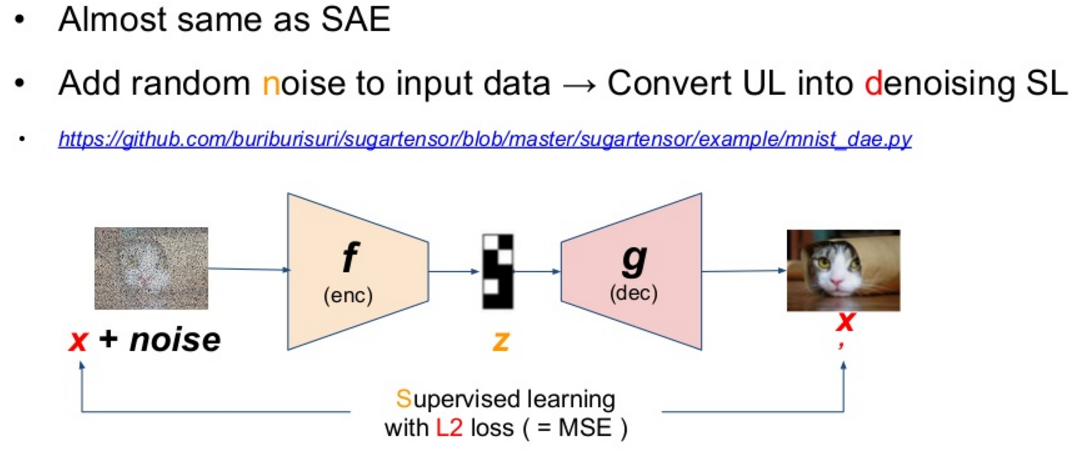 • Almost same as SAE
• Add random noise to input data → Convert UL into denoising SL
• https://github.com/buriburisuri/sugartensor/blob/master/sugartensor/example/mnist_dae.py
f
(enc)
g
(dec)
x + noise
z
x
,
Supervised learning
with L2 loss ( = MSE )